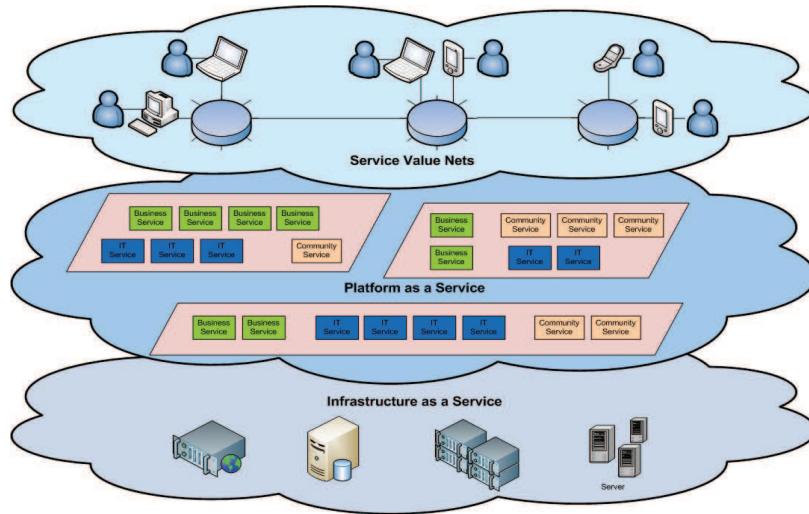 Service Value Nets
Business
Service
Business
Service
Business
Service
Business
Service
IT
Service
IT
Service
IT
Service
Community
Service
Business
Service
Community
Service
Community
Service
Community
Service
Business
Service
IT
Service
IT
Service
Platform as a Service
Business
Service
Business
Service
IT
Service
IT
Service
IT
Service
IT
Service
Community
Service
Community
Service
Infrastructure as a Service
Server